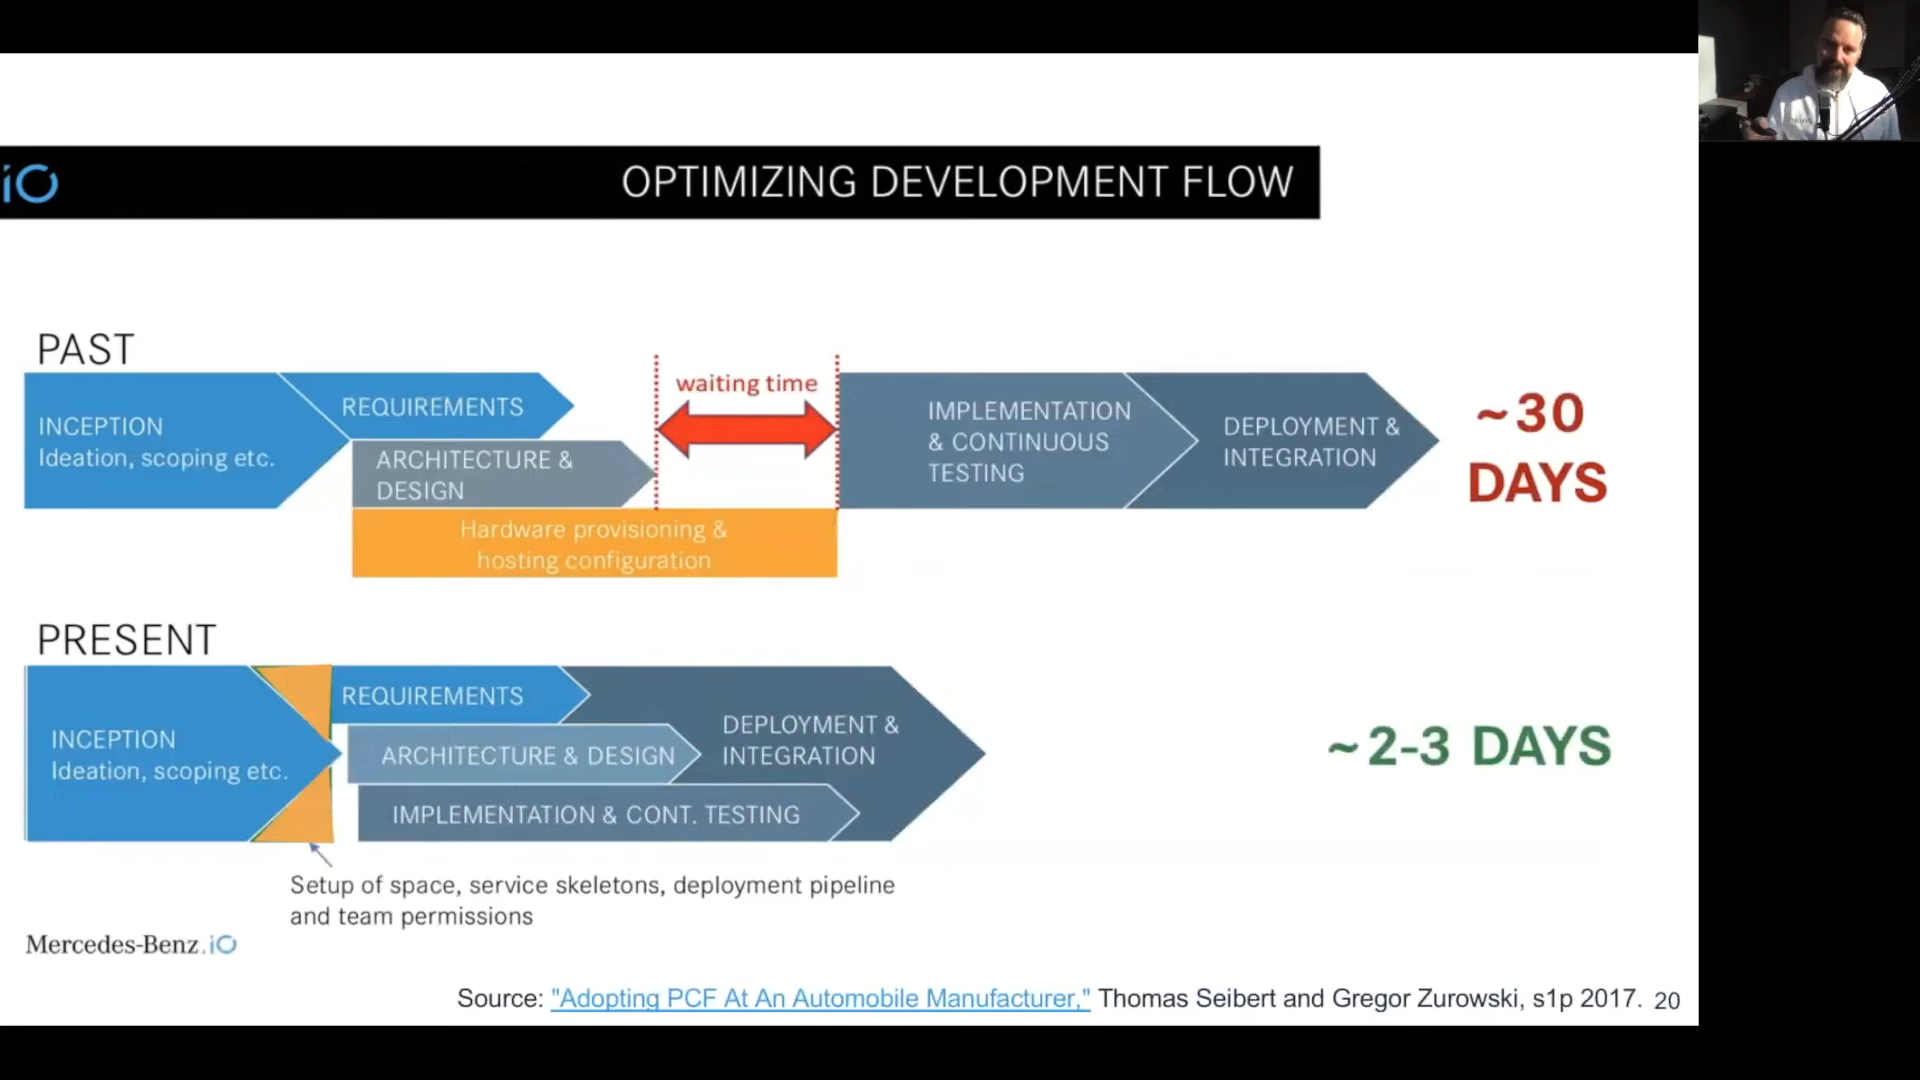 iO
OPTIMIZING DEVELOPMENT FLOW
PAST
INCEPTION
Ideation, scoping etc.
REQUIREMENTS
ARCHITECTURE &
DESIGN
waiting time
Hardware provisioning &
hosting configuration
IMPLEMENTATION
& CONTINUOUS
TESTING
DEPLOYMENT &
INTEGRATION
~30
DAYS
PRESENT
INCEPTION
Ideation, scoping etc.
REQUIREMENTS
ARCHITECTURE & DESIGN
IMPLEMENTATION & CONT. TESTING
DEPLOYMENT &
INTEGRATION
~2-3 DAYS
Setup of space, service skeletons, deployment pipeline
and team permissions
Mercedes-Benz.iO
Source: "Adopting PCF At An Automobile Manufacturer," Thomas Seibert and Gregor Zurowski, s1p 2017. 20